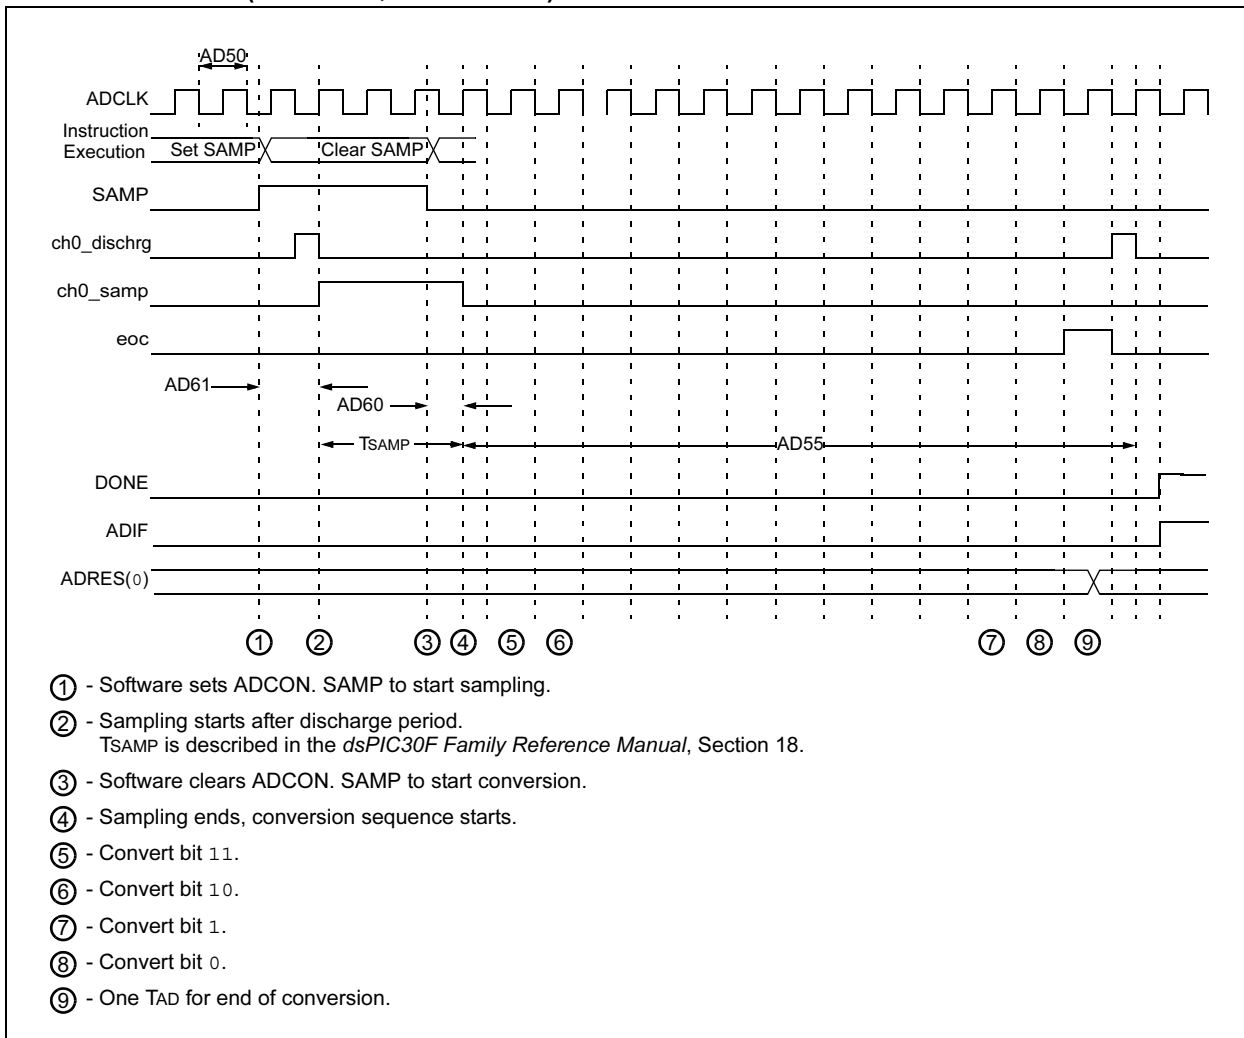 AD50
ADCLK
Instruction
Execution
Set SAMP
Clear SAMP
SAMP
ch0_dischrg
ch0_samp
eoc
AD61
AD60
TSAMP
AD55
DONE
ADIF
ADRES(0)
1 2 3 4 5 6 7 8 9
1 - Software sets ADCON. SAMP to start sampling.
2 - Sampling starts after discharge period.
TSAMP is described in the dsPIC30F Family Reference Manual, Section 18.
3 - Software clears ADCON. SAMP to start conversion.
4 - Sampling ends, conversion sequence starts.
5 - Convert bit 11.
6 - Convert bit 10.
7 - Convert bit 1.
8 - Convert bit 0.
9 - One TAD for end of conversion.